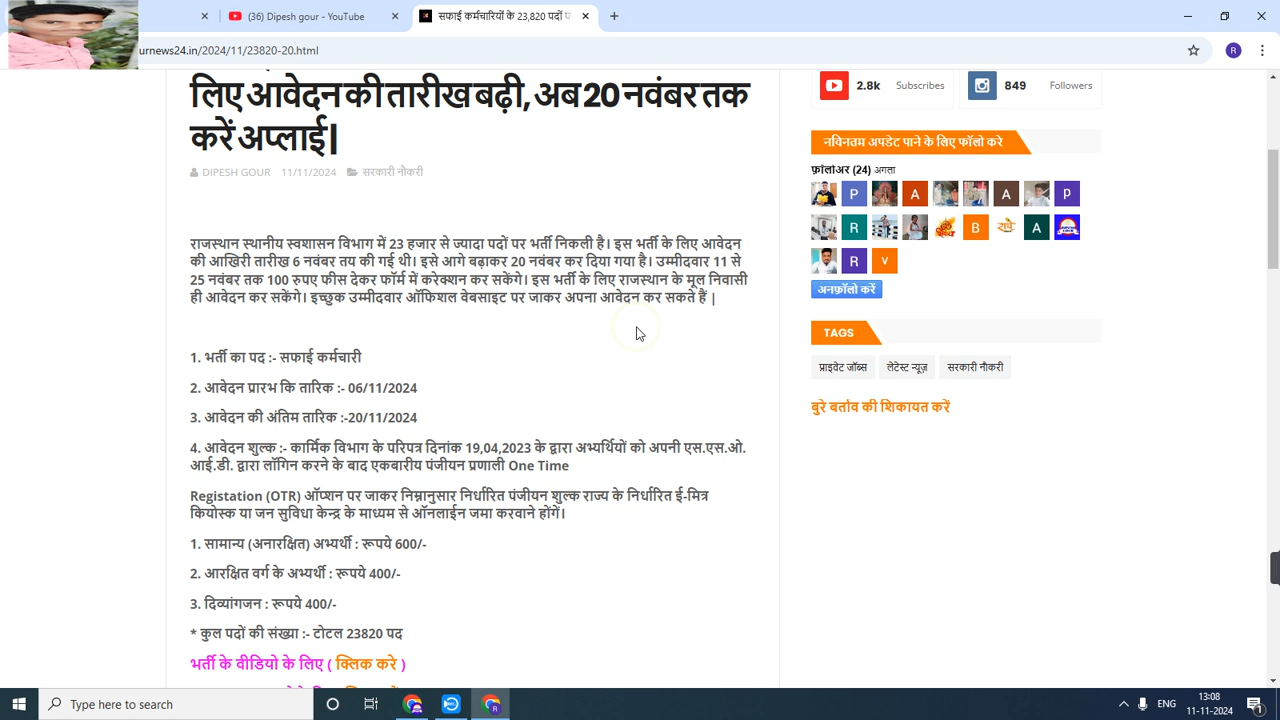 (36) Dipesh gour - YouTube
सफाई कर्मचारियों के 23,820 पदों प
urnews24.in/2024/11/23820-20.html
R
लिए आवेदन की तारीख बढ़ी, अब 20 नवंबर तक
करें अप्लाई|
DIPESH GOUR 11/11/2024 सरकारी नौकरी
राजस्थान स्थानीय स्वशासन विभाग में 23 हजार से ज्यादा पदों पर भर्ती निकली है। इस भर्ती के लिए आवेदन
की आखिरी तारीख 6 नवंबर तय की गई थी। इसे आगे बढ़ाकर 20 नवंबर कर दिया गया है। उम्मीदवार 11 से
25 नवंबर तक 100 रुपए फीस देकर फॉर्म में करेक्शन कर सकेंगे। इस भर्ती के लिए राजस्थान के मूल निवासी
ही आवेदन कर सकेंगे। इच्छुक उम्मीदवार ऑफिशल वेबसाइट पर जाकर अपना आवेदन कर सकते हैं |
1. भर्ती का पद :- सफाई कर्मचारी
2. आवेदन प्रारभ कि तारिक :- 06/11/2024
3. आवेदन की अंतिम तारिक :-20/11/2024
4. आवेदन शुल्क :- कार्मिक विभाग के परिपत्र दिनांक 19,04,2023 के द्वारा अभ्यर्थियों को अपनी एस.एस.ओ.
आई.डी. द्वारा लॉगिन करने के बाद एकबारीय पंजीयन प्रणाली One Time
Registation (OTR) ऑप्शन पर जाकर निम्नानुसार निर्धारित पंजीयन शुल्क राज्य के निर्धारित ई-मित्र
कियोस्क या जन सुविधा केन्द्र के माध्यम से ऑनलाईन जमा करवाने होंगें।
1. सामान्य (अनारक्षित) अभ्यर्थी : रूपये 600/-
2. आरक्षित वर्ग के अभ्यर्थी : रूपये 400/-
3. दिव्यांगजन : रूपये 400/-
* कुल पदों की संख्या :- टोटल 23820 पद
भर्ती के वीडियो के लिए ( क्लिक करे )
2.8k Subscribes 849 Followers
नविनतम अपडेट पाने के लिए फॉलो करे
फ़ॉलोअर (24) अगला
P A A p
R B राधे A
R v
अनफ़ॉलो करें
TAGS
प्राइवेट जॉब्स लेटेस्ट न्यूज़ सरकारी नौकरी
बुरे बर्ताव की शिकायत करें
Type here to search
ENG
13:08
11-11-2024